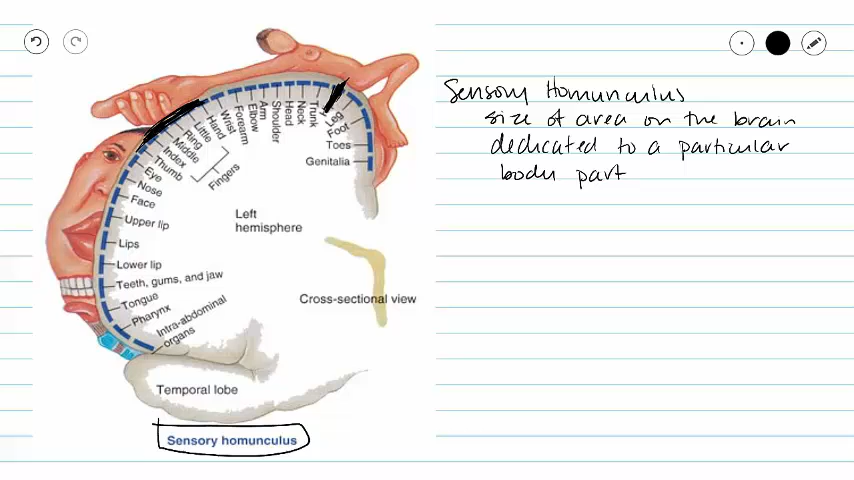 Sensory Homunculus
size of area on the brain
dedicated to a particular
body part
Genitalia
Toes
Foot
Leg
Trunk
Neck
Head
Shoulder
Arm
Elbow
Forearm
Wrist
Hand
Little
Ring
Middle
Index
Thumb
Fingers
Eye
Nose
Face
Upper lip
Lips
Lower lip
Teeth, gums, and jaw
Tongue
Pharynx
Intra-abdominal
organs
Left
hemisphere
Cross-sectional view
Temporal lobe
Sensory homunculus